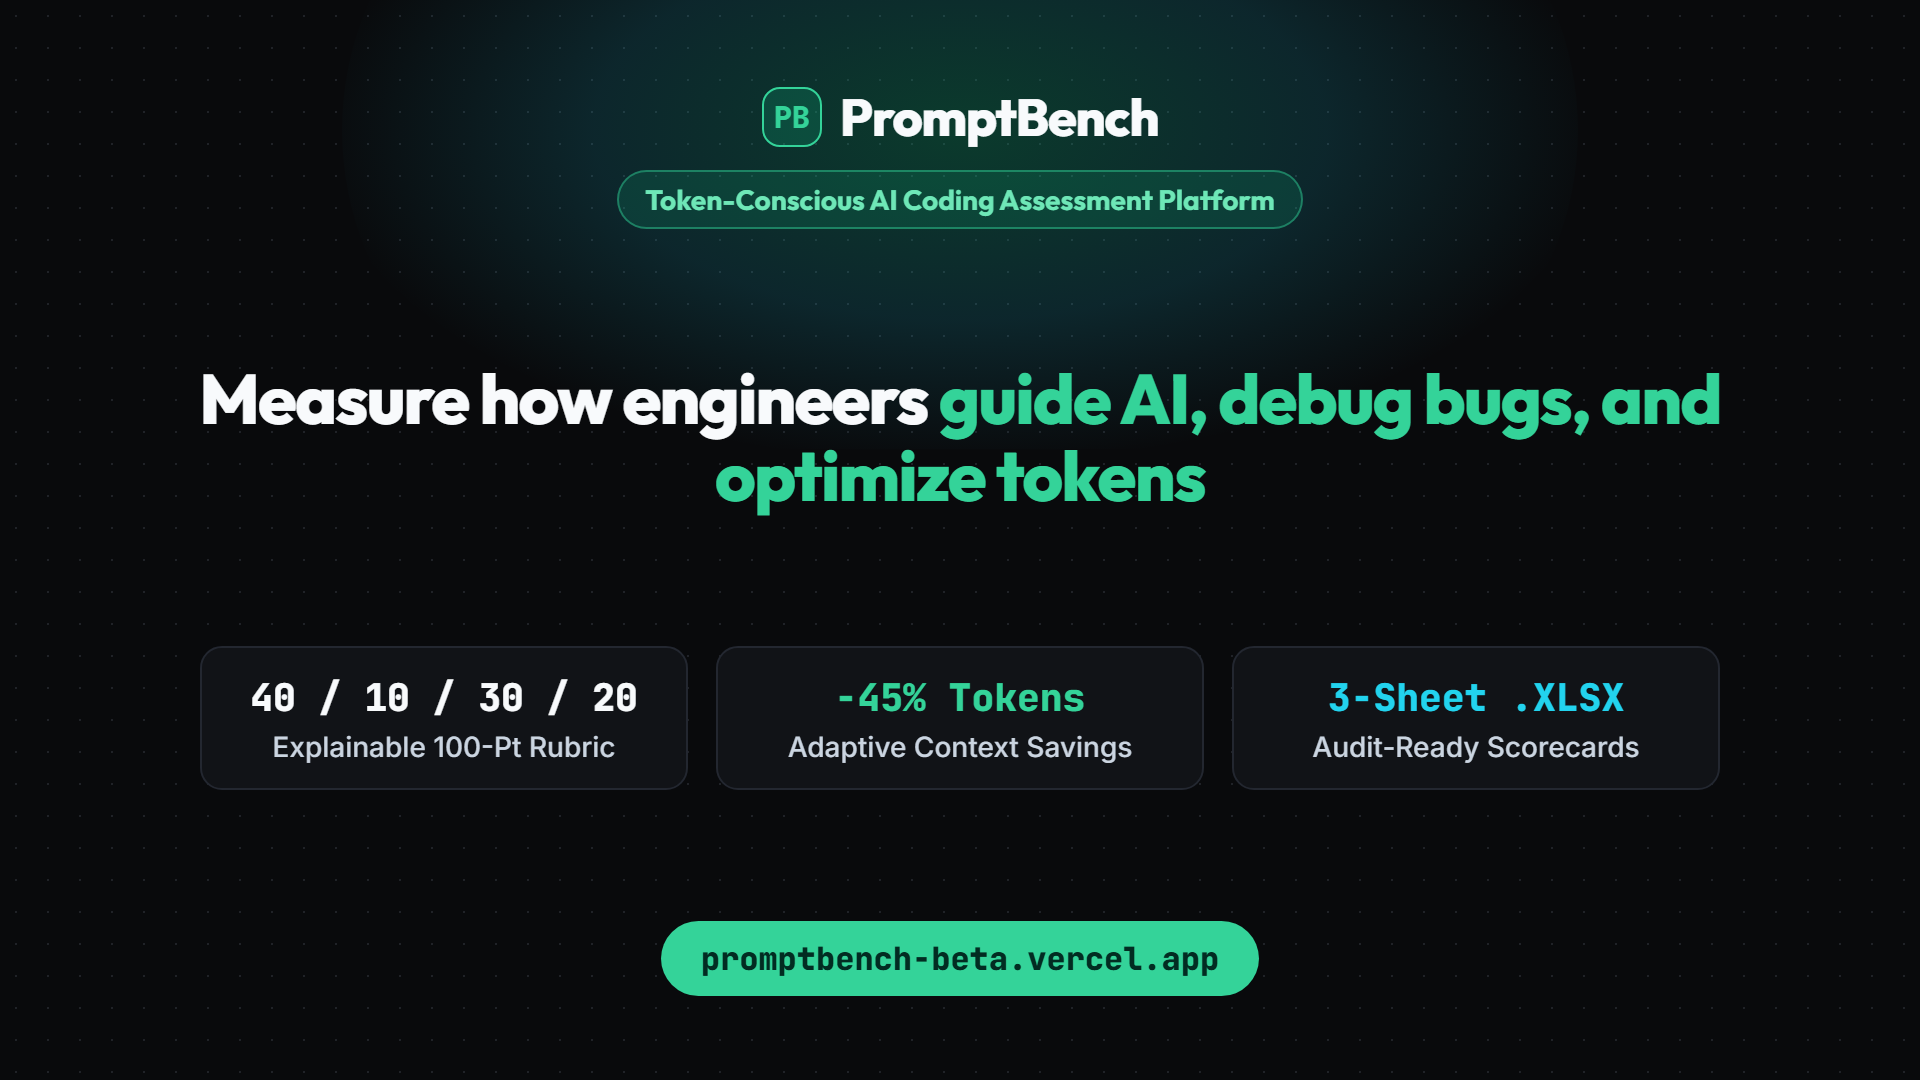 PB PromptBench
Token-Conscious AI Coding Assessment Platform
Measure how engineers guide AI, debug bugs, and
optimize tokens
40 / 10 / 30 / 20
Explainable 100-Pt Rubric
-45% Tokens
Adaptive Context Savings
3-Sheet .XLSX
Audit-Ready Scorecards
promptbench-beta.vercel.app